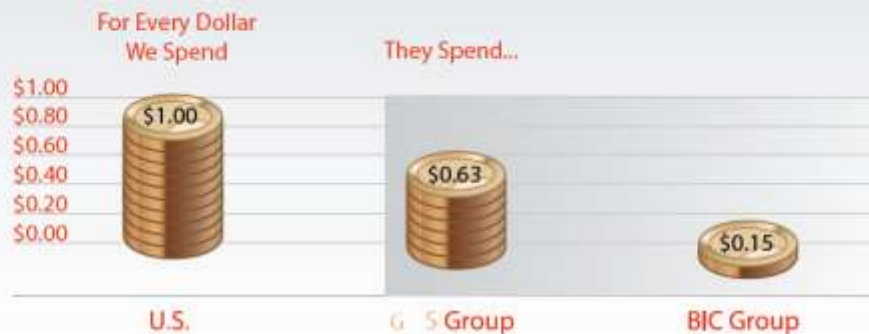 For Every Dollar
We Spend
They Spend...
$1.00
$0.80
$0.60
$0.40
$0.20
$0.00
$1.00
$0.63
$0.15
U.S.
G 5 Group
BIC Group